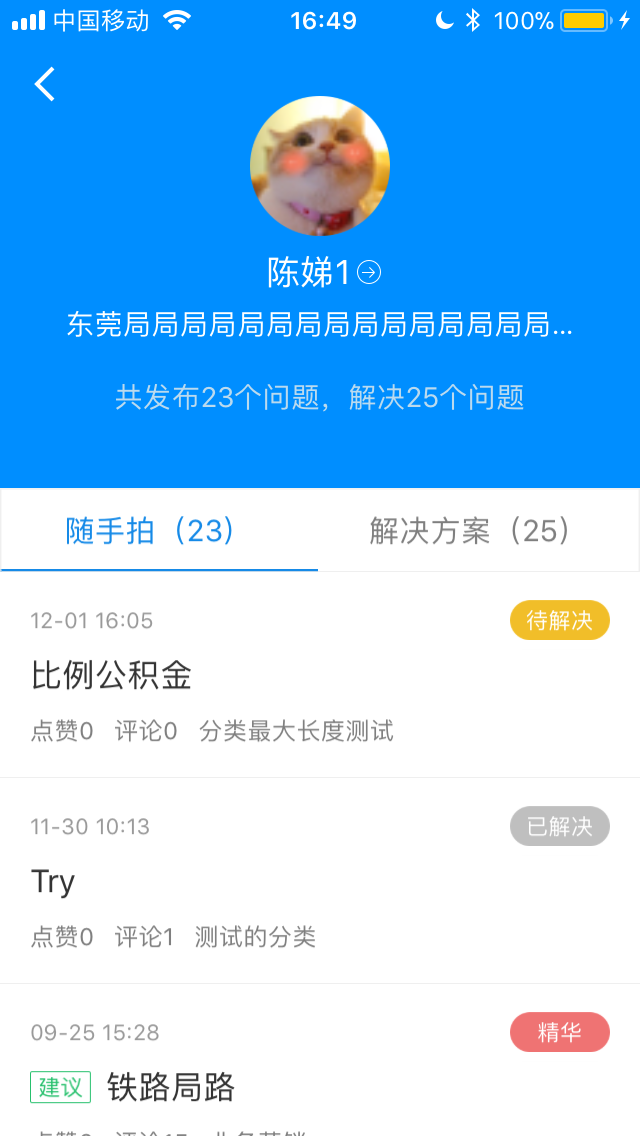 中国移动 16:49 100%
陈娣1
东莞局局局局局局局局局局局局局局局...
共发布23个问题，解决25个问题
随手拍（23） 解决方案（25）
12-01 16:05 待解决
比例公积金
点赞0 评论0 分类最大长度测试
11-30 10:13 已解决
Try
点赞0 评论1 测试的分类
09-25 15:28 精华
建议 铁路局路